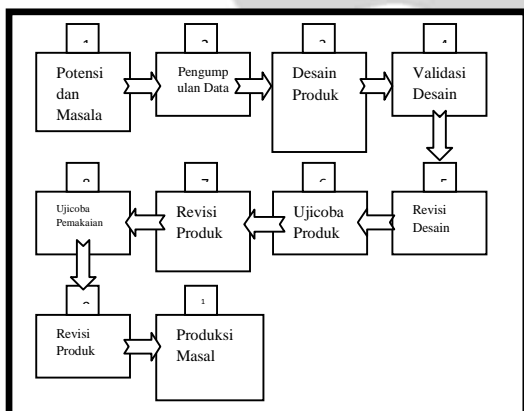 Potensi
dan
Masala
Pengump
ulan Data
Desain
Produk
Validasi
Desain
Revisi
Desain
Ujicoba
Produk
Revisi
Produk
Ujicoba
Pemakaian
Revisi
Produk
1
Produksi
Masal